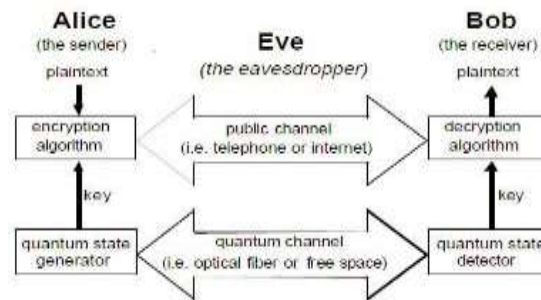 Alice
(the sender)
plaintext
Eve
(the eavesdropper)
Bob
(the receiver)
plaintext
encryption
algorithm
public channel
(i.e. telephone or internet)
decryption
algorithm
key
key
quantum state
generator
quantum channel
(i.e. optical fiber or free space)
quantum state
detector